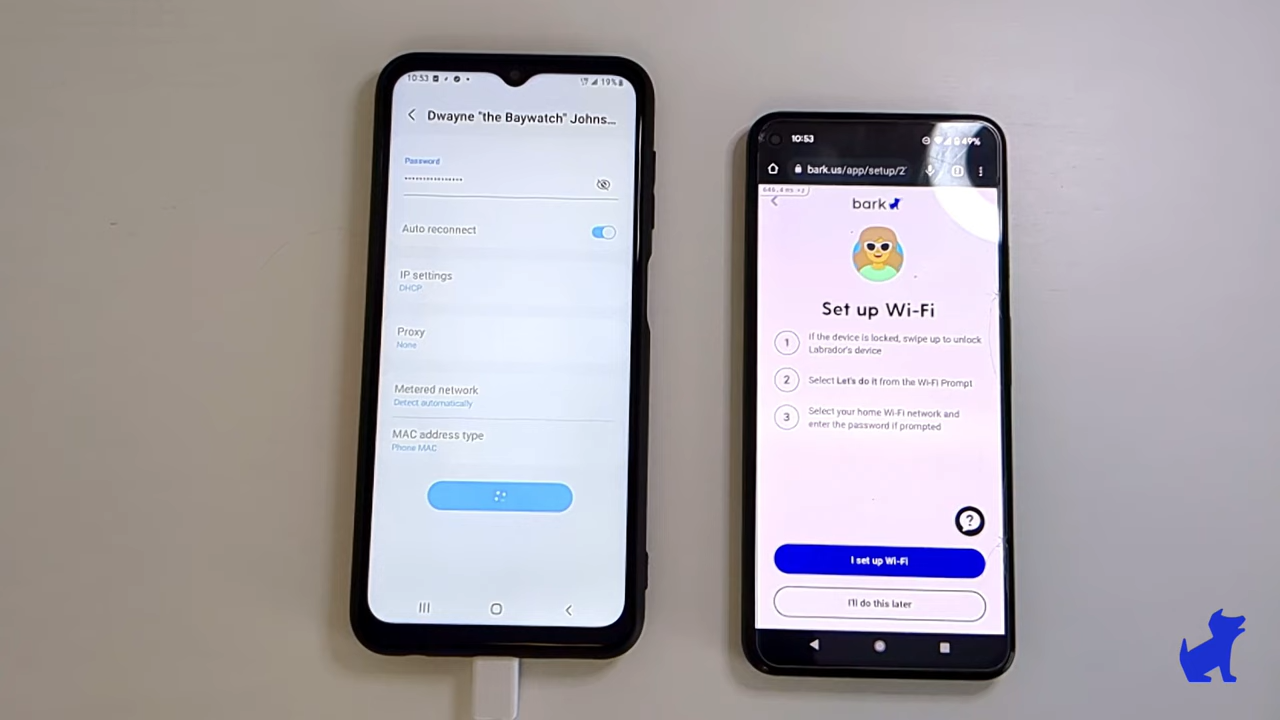 10:53
19%
Dwayne "the Baywatch" Johns...
Password
Auto reconnect
IP settings
DHCP
Proxy
None
Metered network
Detect automatically
MAC address type
Phone MAC
10:53
49%
bark.us/app/setup/2
bark
Set up Wi-Fi
1
If the device is locked, swipe up to unlock
Labrador's device
2
Select Let's do it from the Wi-Fi Prompt
3
Select your home Wi-Fi network and
enter the password if prompted
?
I set up Wi-Fi
I'll do this later